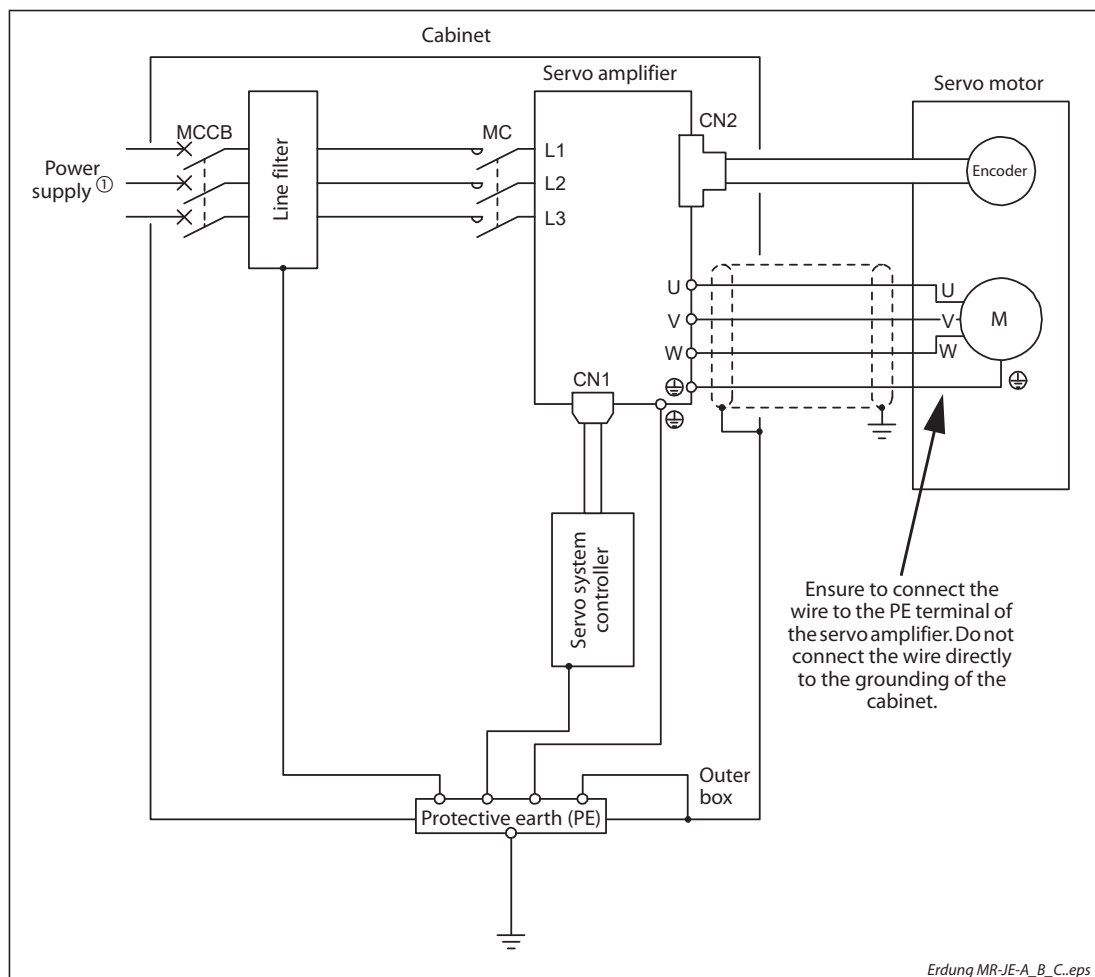 Cabinet
Servo amplifier
Servo motor
MCCB
Line filter
MC
CN2
Power
supply ①
L1
L2
L3
Encoder
U
V
W
U
V
W
M
CN1
Servo system
controller
Ensure to connect the
wire to the PE terminal of
the servo amplifier. Do not
connect the wire directly
to the grounding of the
cabinet.
Outer
box
Protective earth (PE)
Erdung MR-JE-A_B_C..eps